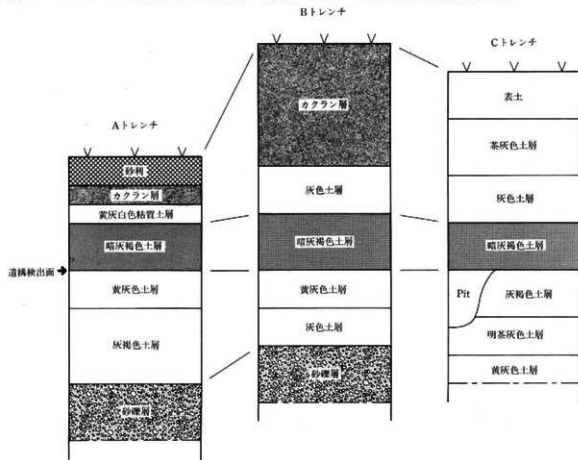 Aトレンチ
砂利
カクラン層
黄灰白色粘質土層
暗灰褐色土層
遺構検出面→
黄灰色土層
灰褐色土層
砂礫層
Bトレンチ
カクラン層
灰色土層
暗灰褐色土層
黄灰色土層
灰色土層
砂礫層
Cトレンチ
表土
茶灰色土層
灰色土層
暗灰褐色土層
Pit
灰褐色土層
明茶灰色土層
黄灰色土層